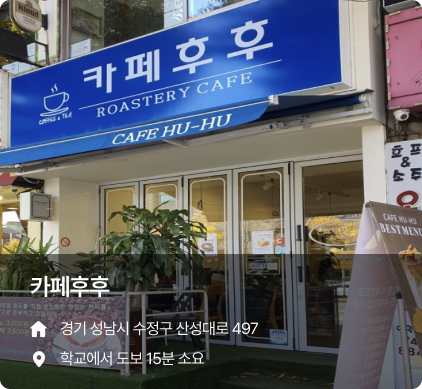 카페후후
COFFEE & TEA
ROASTERY CAFE
CAFE HU-HU
CAFE HU-HU
BEST MENU
카페후후
경기 성남시 수정구 산성대로 497
학교에서 도보 15분 소요